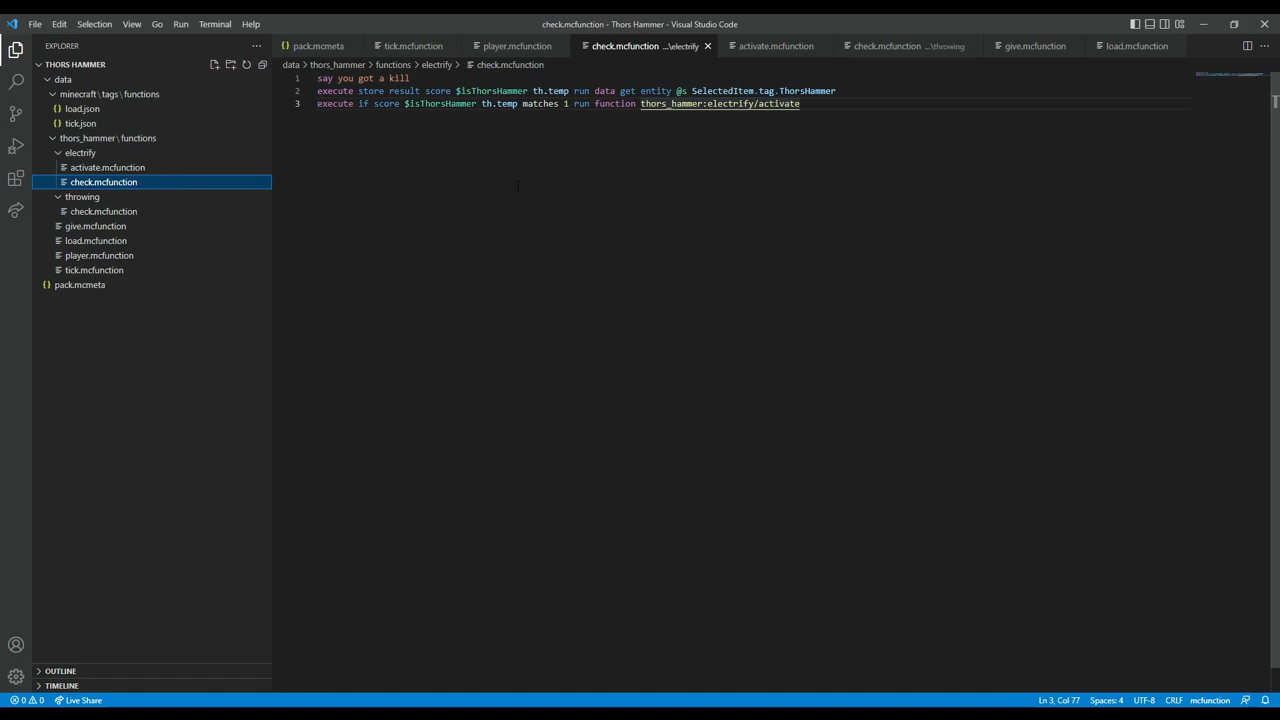 File Edit Selection View Go Run Terminal Help
check.mcfunction - Thors Hammer - Visual Studio Code
EXPLORER
THORS HAMMER
data
minecraft\tags\functions
load.json
tick.json
thors_hammer\functions
electrify
activate.mcfunction
check.mcfunction
throwing
check.mcfunction
give.mcfunction
load.mcfunction
player.mcfunction
tick.mcfunction
pack.mcmeta
OUTLINE
TIMELINE
pack.mcmeta tick.mcfunction player.mcfunction check.mcfunction ...\electrify activate.mcfunction check.mcfunction ...\throwing give.mcfunction load.mcfunction
data > thors_hammer > functions > electrify > check.mcfunction
1 say you got a kill
2 execute store result score $isThorsHammer th.temp run data get entity @s SelectedItem.tag.ThorsHammer
3 execute if score $isThorsHammer th.temp matches 1 run function thors_hammer:electrify/activate
0 0 Live Share
Ln 3, Col 77 Spaces: 4 UTF-8 CRLF mcfunction